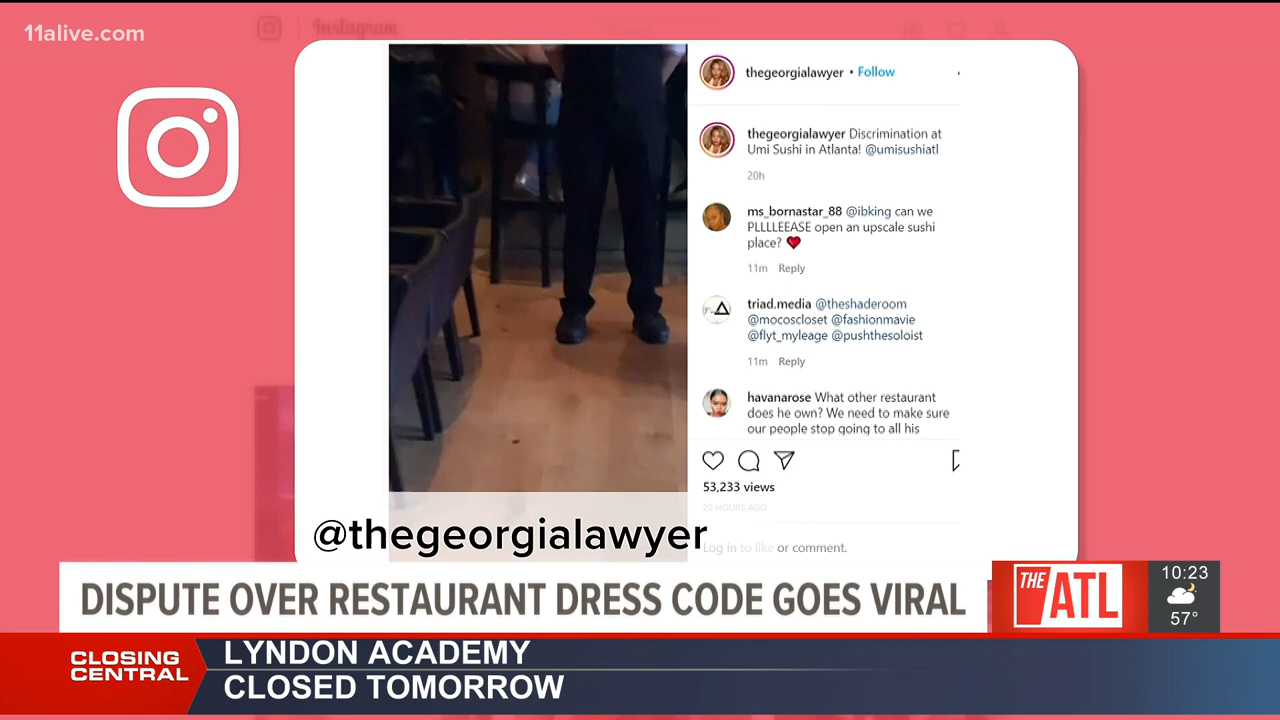 11alive.com
Instagram
thegeorgialawyer • Follow
thegeorgialawyer Discrimination at
Umi Sushi in Atlanta! @umisushiatl
20h
ms_bornastar_88 @ibking can we
PLLLLEEASE open an upscale sushi
place? ❤
11m Reply
triad.media @theshaderoom
@mocoscloset @fashionmavie
@flyt_myleage @pushthesoloist
11m Reply
havanarose What other restaurant
does he own? We need to make sure
our people stop going to all his
53,233 views
20 HOURS AGO
Log in to like or comment.
@thegeorgialawyer
DISPUTE OVER RESTAURANT DRESS CODE GOES VIRAL
THE ATL
10:23
57°
CLOSING
CENTRAL
LYNDON ACADEMY
CLOSED TOMORROW